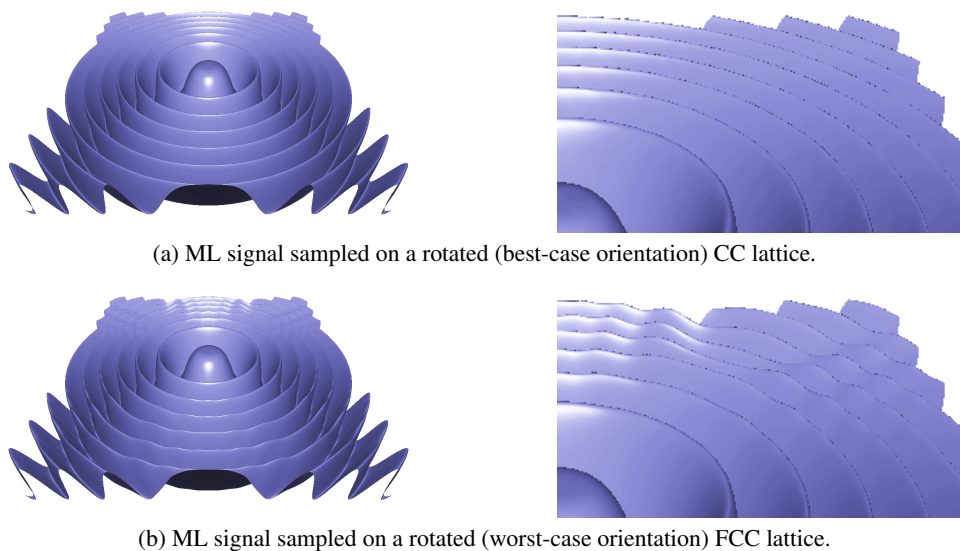 (a) ML signal sampled on a rotated (best-case orientation) CC lattice.
(b) ML signal sampled on a rotated (worst-case orientation) FCC lattice.